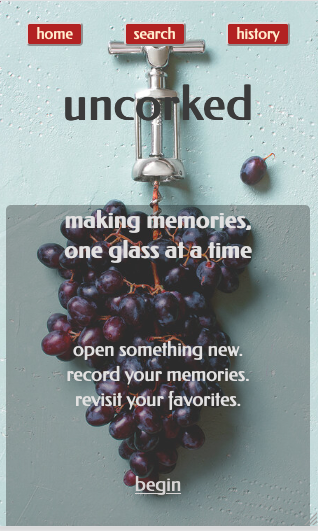 home search history
uncorked
making memories,
one glass at a time
open something new.
record your memories.
revisit your favorites.
begin